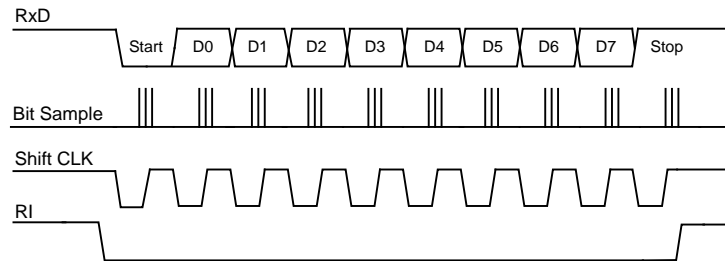 RxD
Start D0 D1 D2 D3 D4 D5 D6 D7 Stop
Bit Sample
Shift CLK
RI